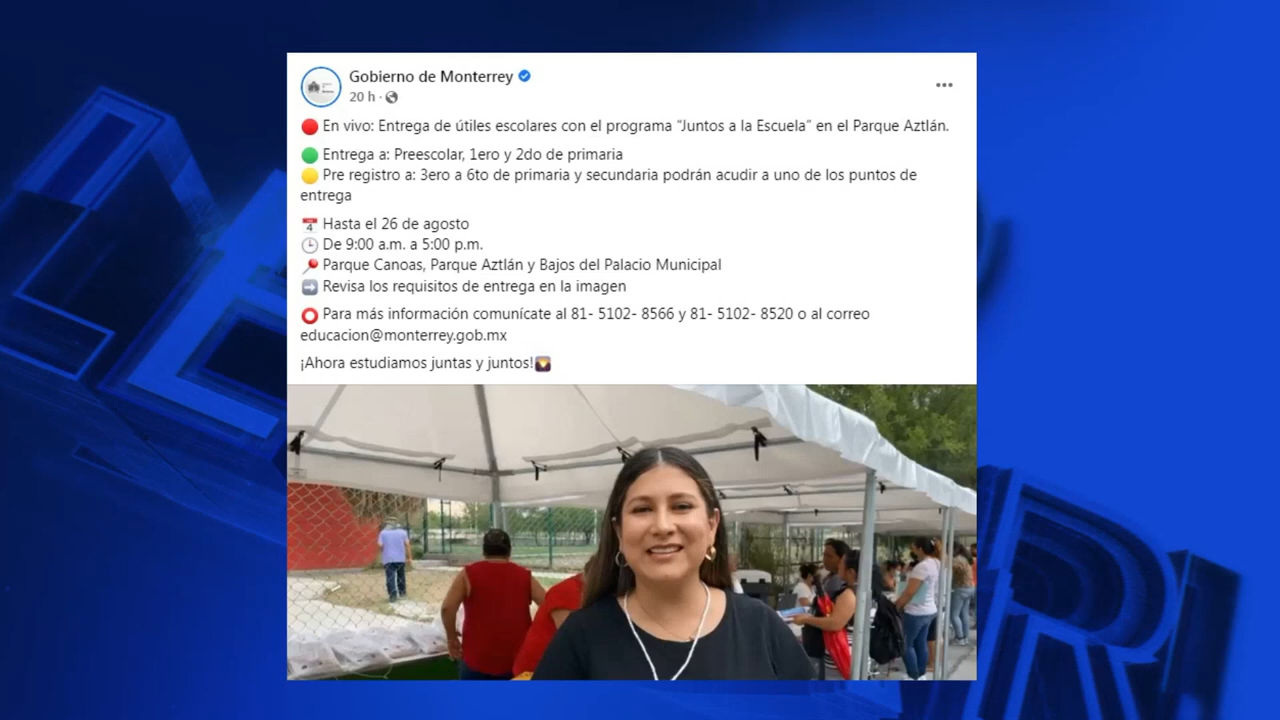 Gobierno de Monterrey
20 h ·
🔴 En vivo: Entrega de útiles escolares con el programa "Juntos a la Escuela" en el Parque Aztlán.
🟢 Entrega a: Preescolar, 1ero y 2do de primaria
🟡 Pre registro a: 3ero a 6to de primaria y secundaria podrán acudir a uno de los puntos de
entrega
📅 Hasta el 26 de agosto
🕒 De 9:00 a.m. a 5:00 p.m.
📍 Parque Canoas, Parque Aztlán y Bajos del Palacio Municipal
➡️ Revisa los requisitos de entrega en la imagen
⭕ Para más información comunícate al 81- 5102- 8566 y 81- 5102- 8520 o al correo
educacion@monterrey.gob.mx
¡Ahora estudiamos juntas y juntos!🌄